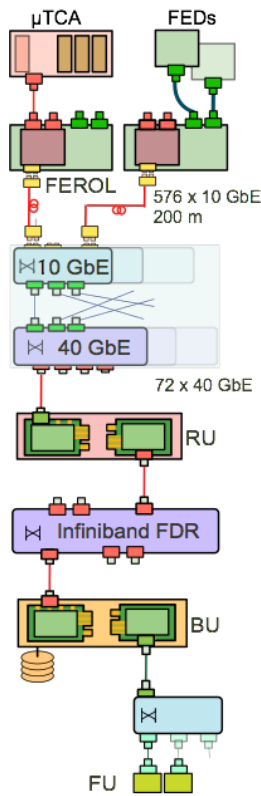 μTCA
FEDs
FEROL
576 x 10 GbE
200 m
10 GbE
40 GbE
72 x 40 GbE
RU
Infiniband FDR
BU
FU